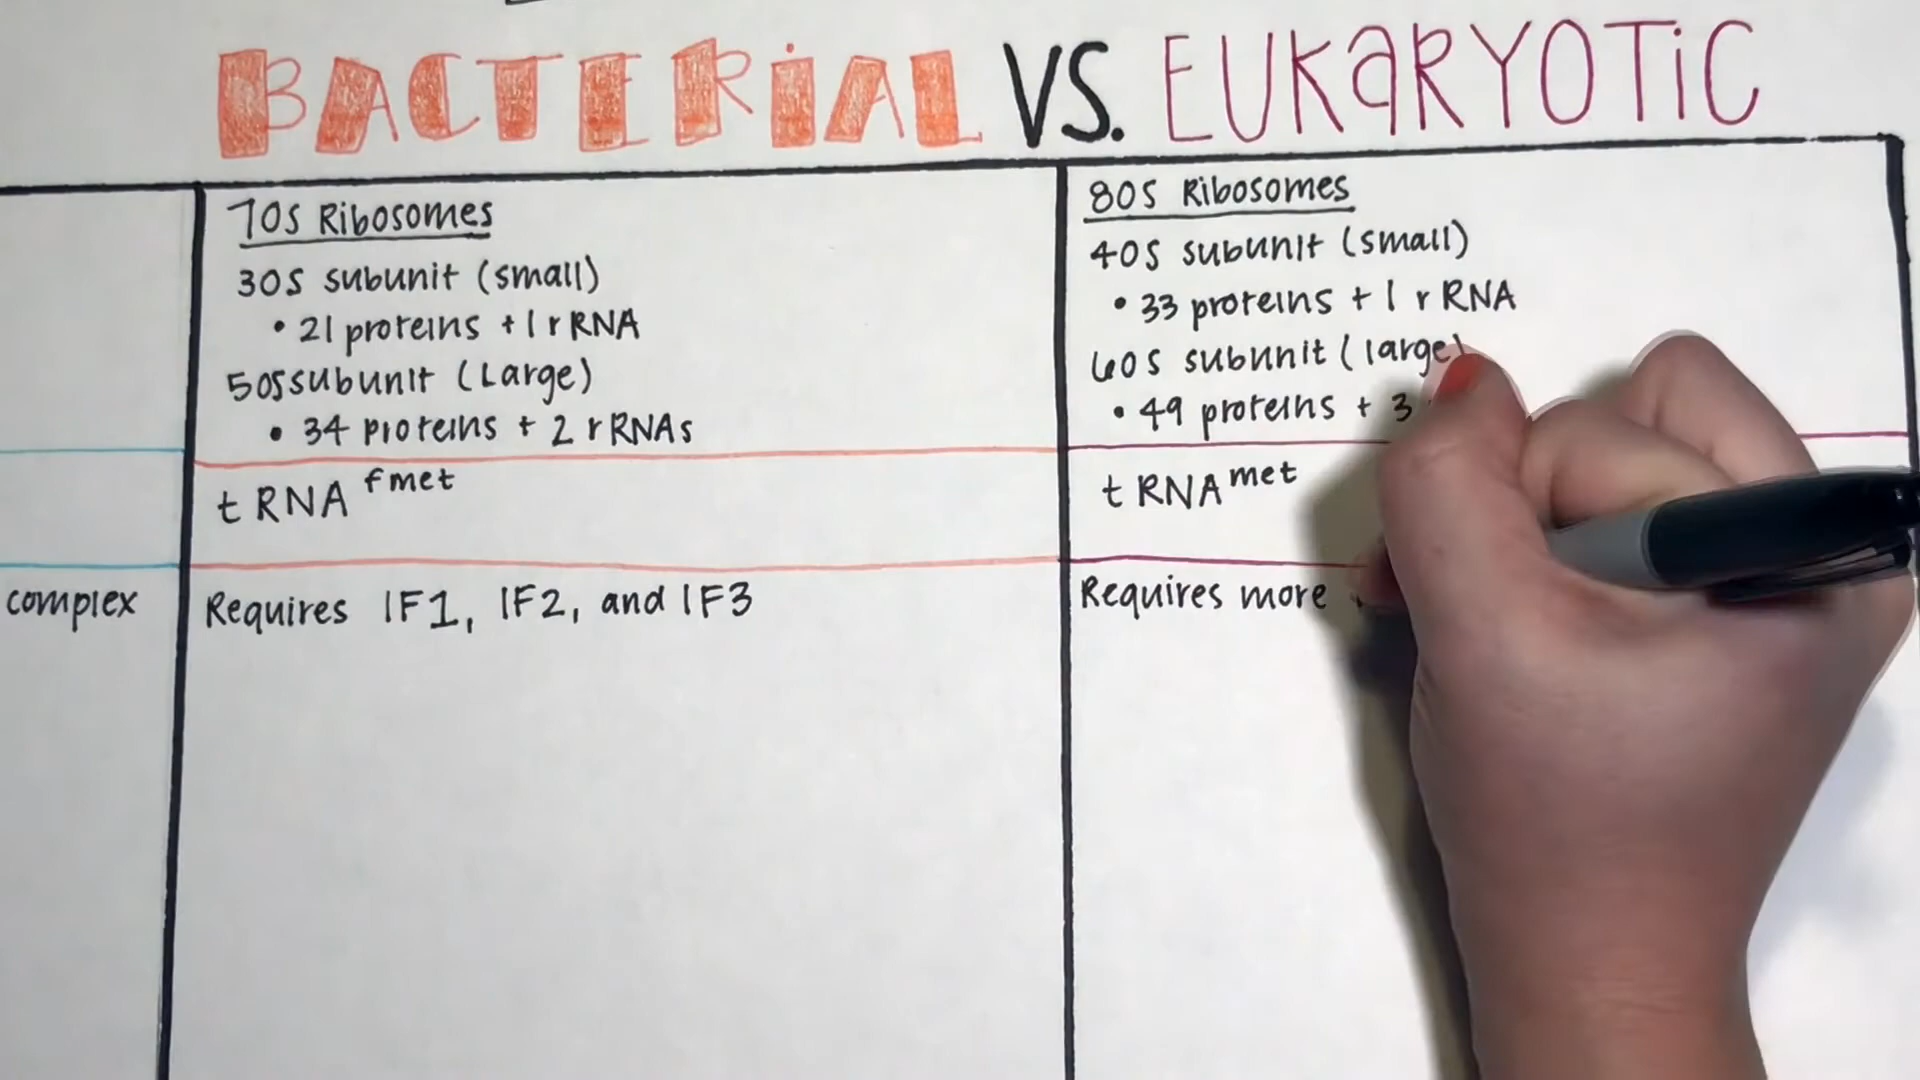 BACTERIAL VS. EUKARYOTIC
70S Ribosomes
30S subunit (small)
• 21 proteins + 1 rRNA
50S subunit (Large)
• 34 proteins + 2 rRNAs
80S Ribosomes
40S subunit (small)
• 33 proteins + 1 rRNA
60S subunit (large)
• 49 proteins + 3
tRNA fmet
tRNA met
complex
Requires IF1, IF2, and IF3
Requires more